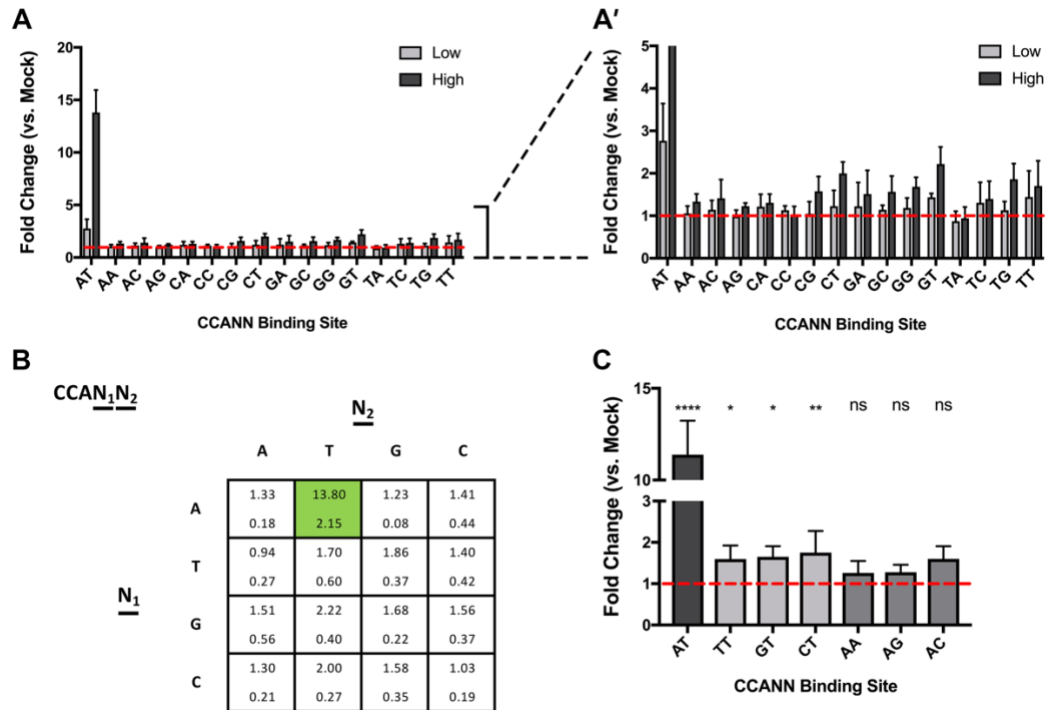 A
Fold Change (vs. Mock)
20
15
10
5
0
Low
High
AT AA AC AG CA CC CG CT GA GC GG GT TA TC TG TT
CCANN Binding Site
A′
Fold Change (vs. Mock)
5
4
3
2
1
0
Low
High
AT AA AC AG CA CC CG CT GA GC GG GT TA TC TG TT
CCANN Binding Site
B
CCAN1N2
N2
A T G C
A
1.33 13.80 1.23 1.41
0.18 2.15 0.08 0.44
T
0.94 1.70 1.86 1.40
0.27 0.60 0.37 0.42
N1
G
1.51 2.22 1.68 1.56
0.56 0.40 0.22 0.37
C
1.30 2.00 1.58 1.03
0.21 0.27 0.35 0.19
C
Fold Change (vs. Mock)
15
10
3
2
1
0
**** * * ** ns ns ns
AT TT GT CT AA AG AC
CCANN Binding Site